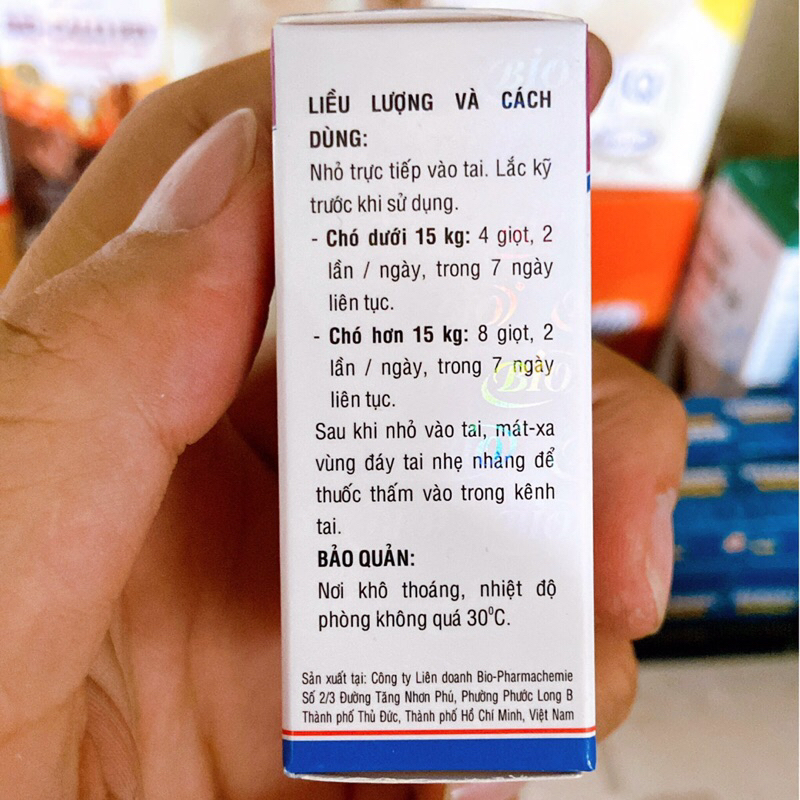 LIỀU LƯỢNG VÀ CÁCH
DÙNG:
Nhỏ trực tiếp vào tai. Lắc kỹ
trước khi sử dụng.
- Chó dưới 15 kg: 4 giọt, 2
lần / ngày, trong 7 ngày
liên tục.
- Chó hơn 15 kg: 8 giọt, 2
lần / ngày, trong 7 ngày
liên tục.
Sau khi nhỏ vào tai, mát-xa
vùng đáy tai nhẹ nhàng để
thuốc thấm vào trong kênh
tai.
BẢO QUẢN:
Nơi khô thoáng, nhiệt độ
phòng không quá 30⁰C.
Sản xuất tại: Công ty Liên doanh Bio-Pharmachemie
Số 2/3 Đường Tăng Nhơn Phú, Phường Phước Long B
Thành phố Thủ Đức, Thành phố Hồ Chí Minh, Việt Nam
BIO
BIO